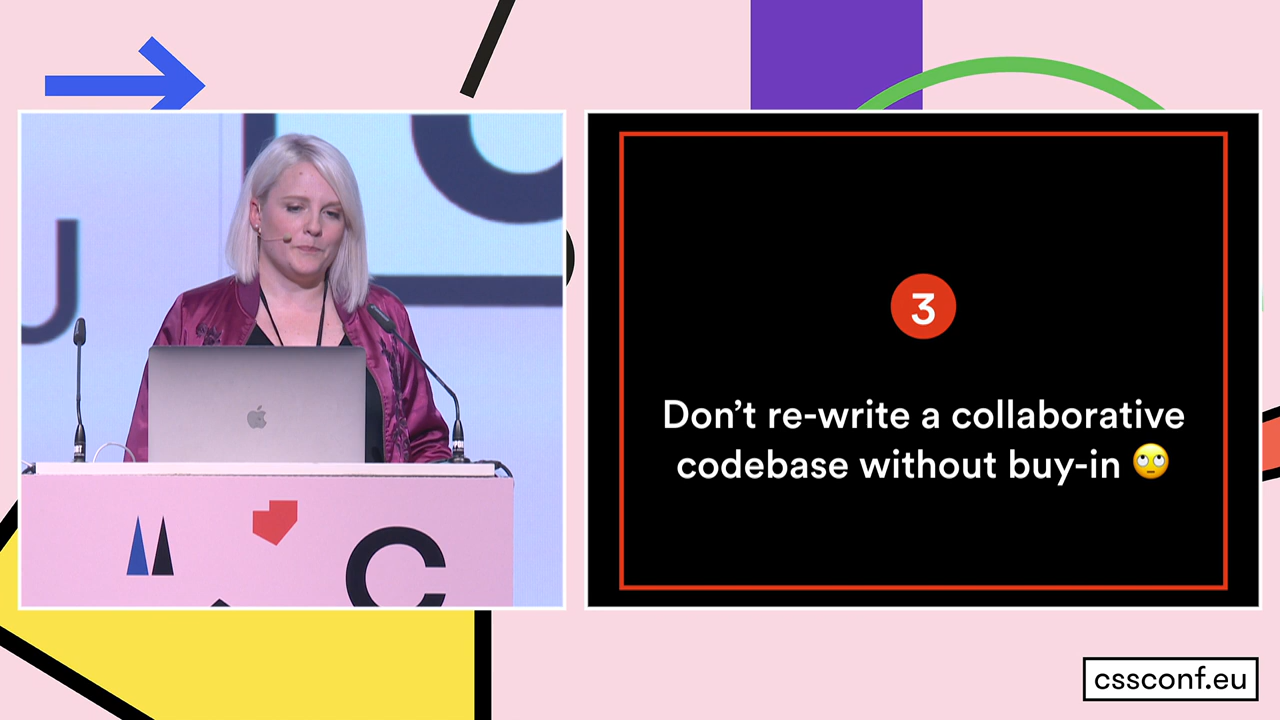 3
Don’t re-write a collaborative
codebase without buy-in 🙄
cssconf.eu